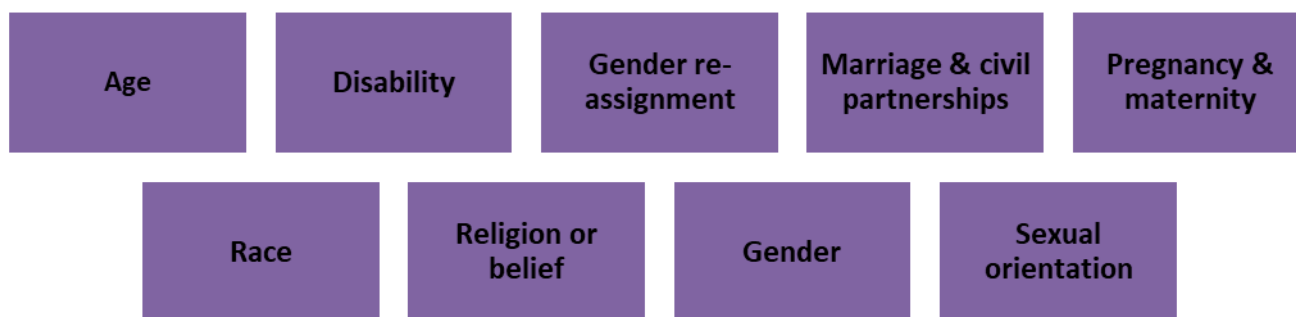 Age
Disability
Gender re-
assignment
Marriage & civil
partnerships
Pregnancy &
maternity
Race
Religion or
belief
Gender
Sexual
orientation